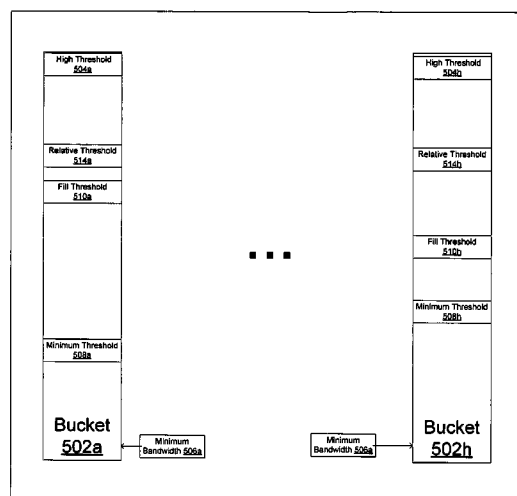 High Threshold
504a
Relative Threshold
514a
Fill Threshold
510a
Minimum Threshold
508a
Bucket
502a
Minimum
Bandwidth 506a
High Threshold
504h
Relative Threshold
514h
Fill Threshold
510h
Minimum Threshold
508h
Minimum
Bandwidth 506a
Bucket
502h